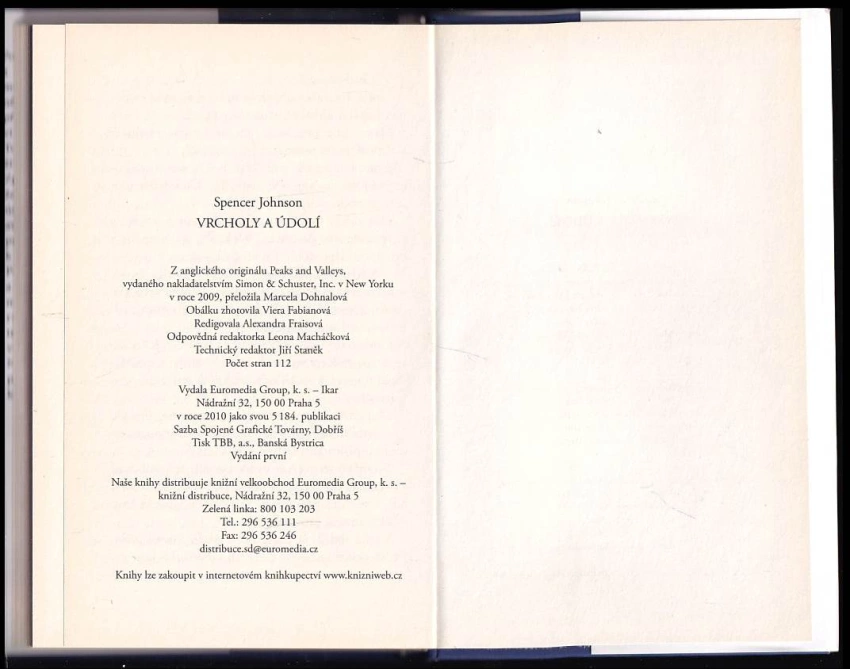 Spencer Johnson
VRCHOLY A ÚDOLÍ
Z anglického originálu Peaks and Valleys,
vydaného nakladatelstvím Simon & Schuster, Inc. v New Yorku
v roce 2009, přeložila Marcela Dohnalová
Obálku zhotovila Viera Fabianová
Redigovala Alexandra Fraisová
Odpovědná redaktorka Leona Macháčková
Technický redaktor Jiří Staněk
Počet stran 112
Vydala Euromedia Group, k. s. – Ikar
Nádražní 32, 150 00 Praha 5
v roce 2010 jako svou 5 184. publikaci
Sazba Spojené Grafické Továrny, Dobříš
Tisk TBB, a.s., Banská Bystrica
Vydání první
Naše knihy distribuuje knižní velkoobchod Euromedia Group, k. s. –
knižní distribuce, Nádražní 32, 150 00 Praha 5
Zelená linka: 800 103 203
Tel.: 296 536 111
Fax: 296 536 246
distribuce.sd@euromedia.cz
Knihy lze zakoupit v internetovém knihkupectví www.knizniweb.cz